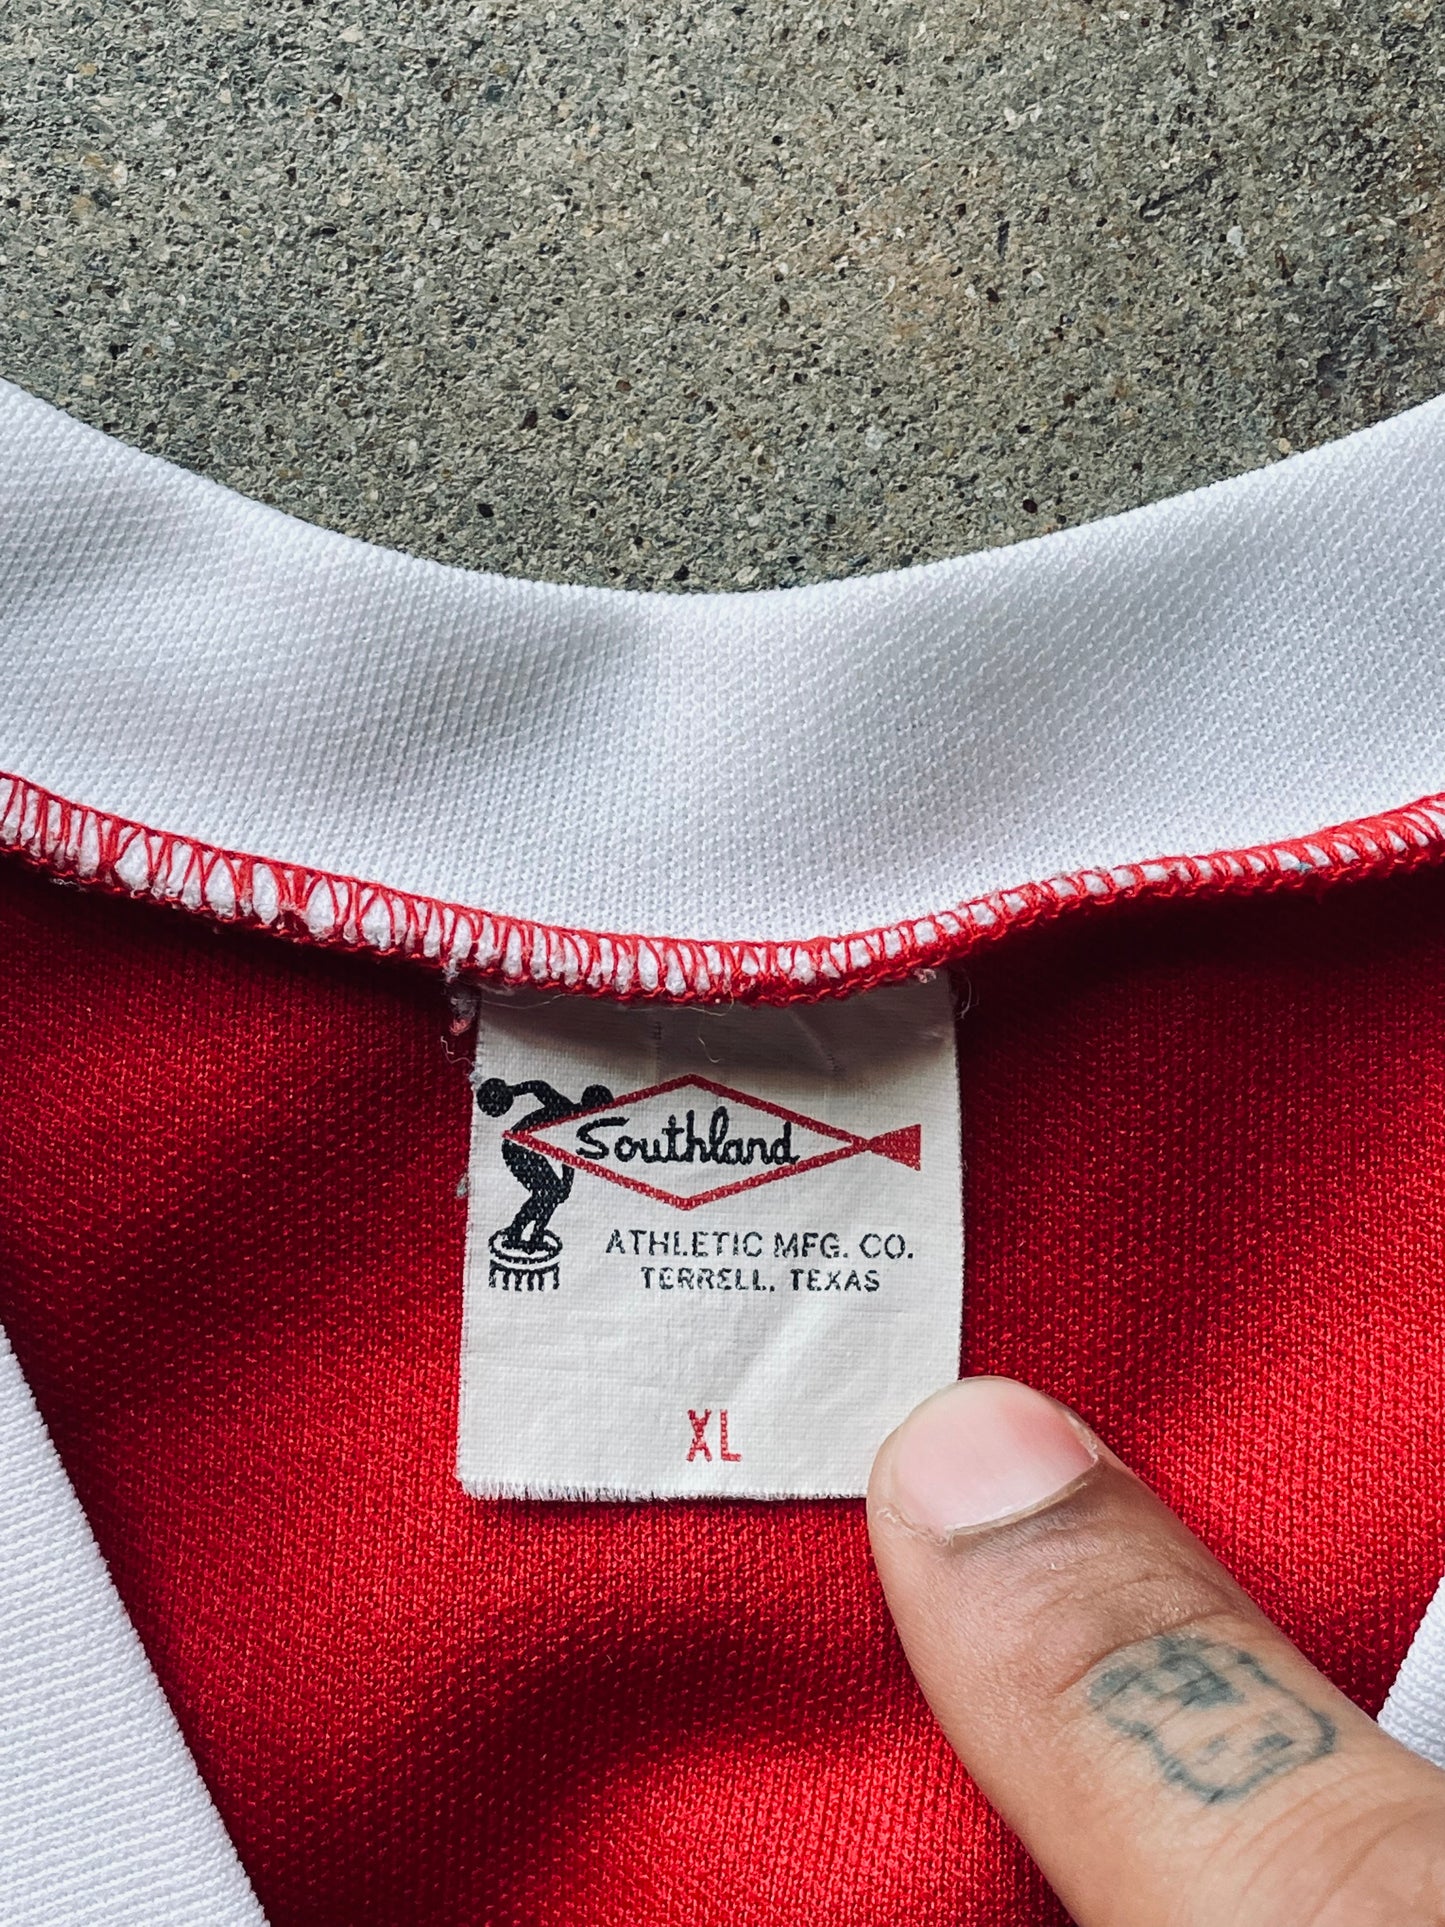 Southland
ATHLETIC MFG. CO.
TERRELL, TEXAS
XL